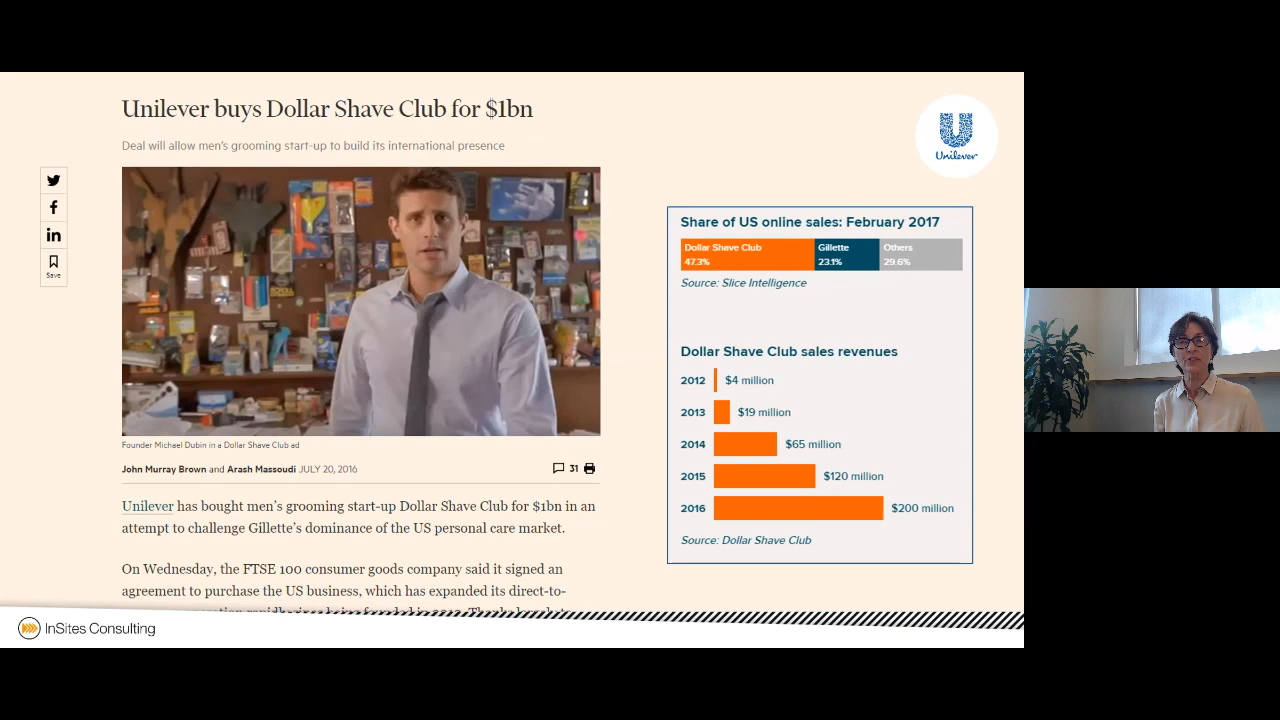 Unilever buys Dollar Shave Club for $1bn
Deal will allow men's grooming start-up to build its international presence
Save
Founder Michael Dubin in a Dollar Shave Club ad
John Murray Brown and Arash Massoudi JULY 20, 2016
31
Unilever has bought men's grooming start-up Dollar Shave Club for $1bn in an
attempt to challenge Gillette's dominance of the US personal care market.
On Wednesday, the FTSE 100 consumer goods company said it signed an
agreement to purchase the US business, which has expanded its direct-to-
Unilever
Share of US online sales: February 2017
Dollar Shave Club Gillette Others
47.3% 23.1% 29.6%
Source: Slice Intelligence
Dollar Shave Club sales revenues
2012 $4 million
2013 $19 million
2014 $65 million
2015 $120 million
2016 $200 million
Source: Dollar Shave Club
InSites Consulting